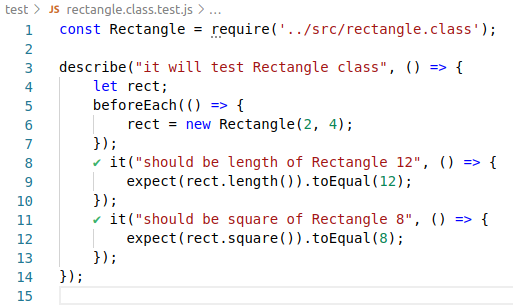 test > JS rectangle.class.test.js > ...
1 const Rectangle = require('../src/rectangle.class');
2
3 describe("it will test Rectangle class", () => {
4     let rect;
5     beforeEach(() => {
6         rect = new Rectangle(2, 4);
7     });
8     ✔ it("should be length of Rectangle 12", () => {
9         expect(rect.length()).toEqual(12);
10     });
11     ✔ it("should be square of Rectangle 8", () => {
12         expect(rect.square()).toEqual(8);
13     });
14 });
15